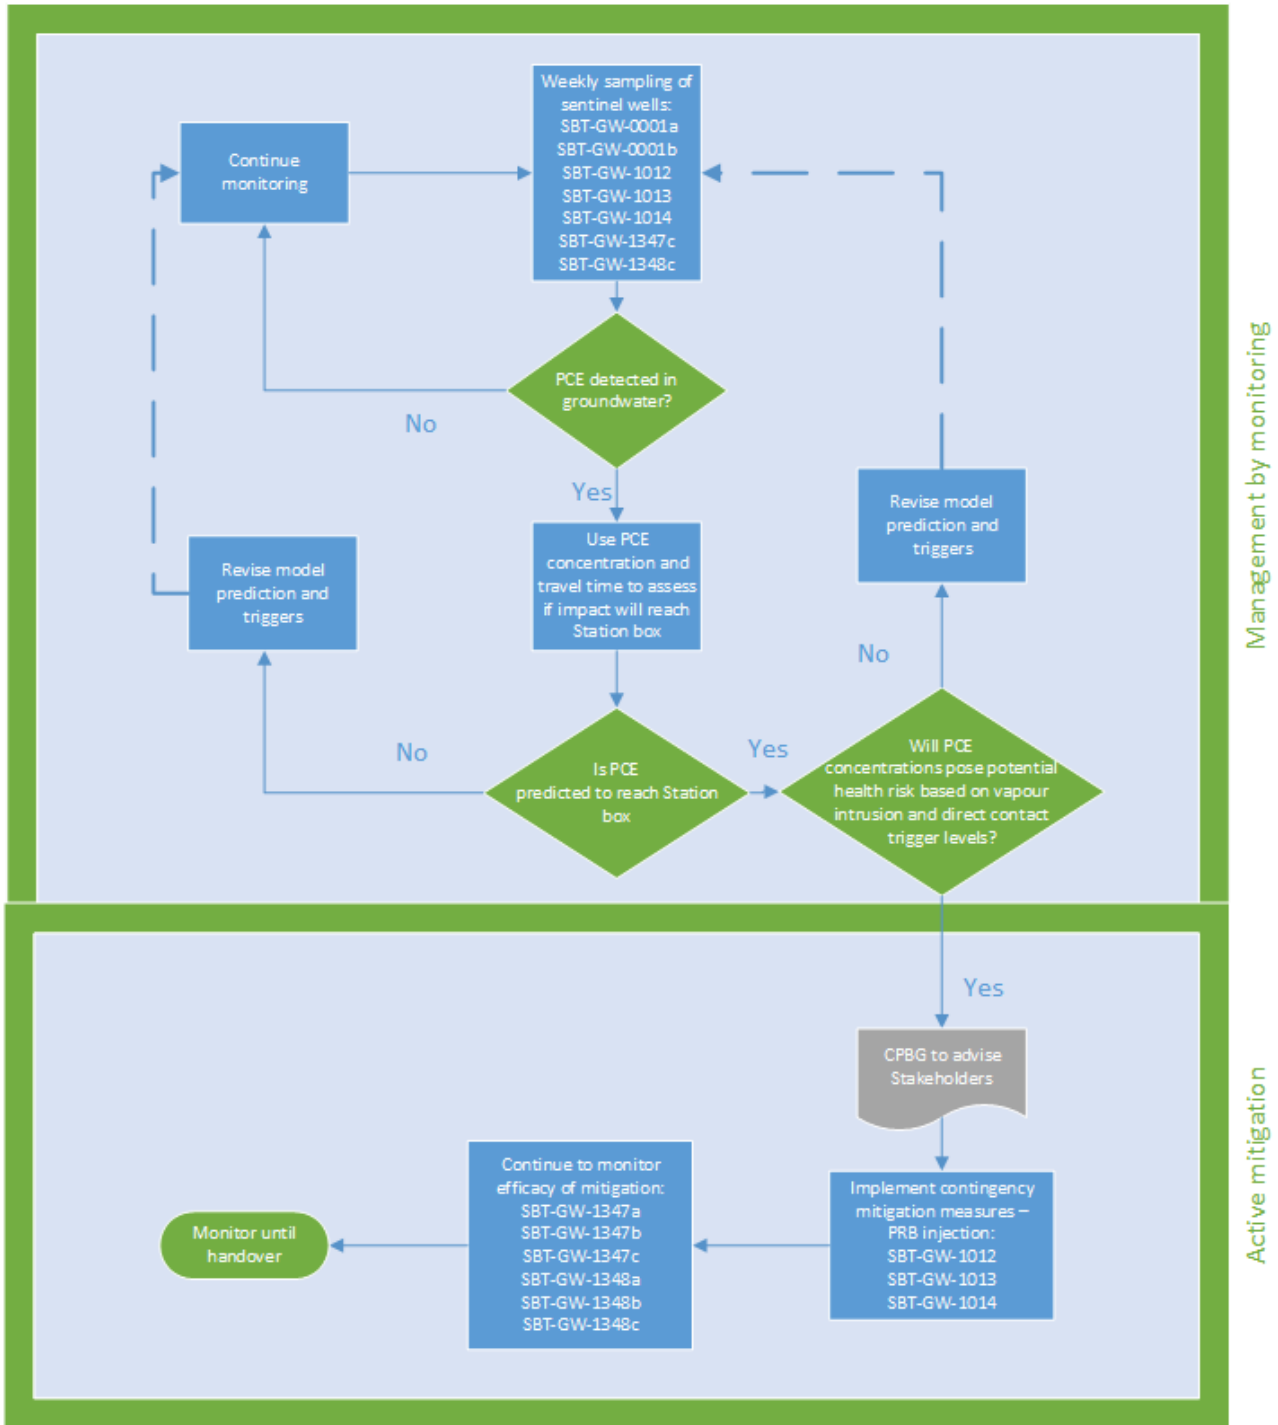 Weekly sampling of
sentinel wells:
SBT-GW-0001a
SBT-GW-0001b
SBT-GW-1012
SBT-GW-1013
SBT-GW-1014
SBT-GW-1347c
SBT-GW-1348c
Continue
monitoring
PCE detected in
groundwater?
No
Yes
Use PCE
concentration and
travel time to assess
if impact will reach
Station box
Revise model
prediction and
triggers
Revise model
prediction and
triggers
No
No
Is PCE
predicted to reach Station
box
Yes
Will PCE
concentrations pose potential
health risk based on vapour
intrusion and direct contact
trigger levels?
Management by monitoring
Yes
CPBG to advise
Stakeholders
Implement contingency
mitigation measures –
PRB injection:
SBT-GW-1012
SBT-GW-1013
SBT-GW-1014
Continue to monitor
efficacy of mitigation:
SBT-GW-1347a
SBT-GW-1347b
SBT-GW-1347c
SBT-GW-1348a
SBT-GW-1348b
SBT-GW-1348c
Monitor until
handover
Active mitigation